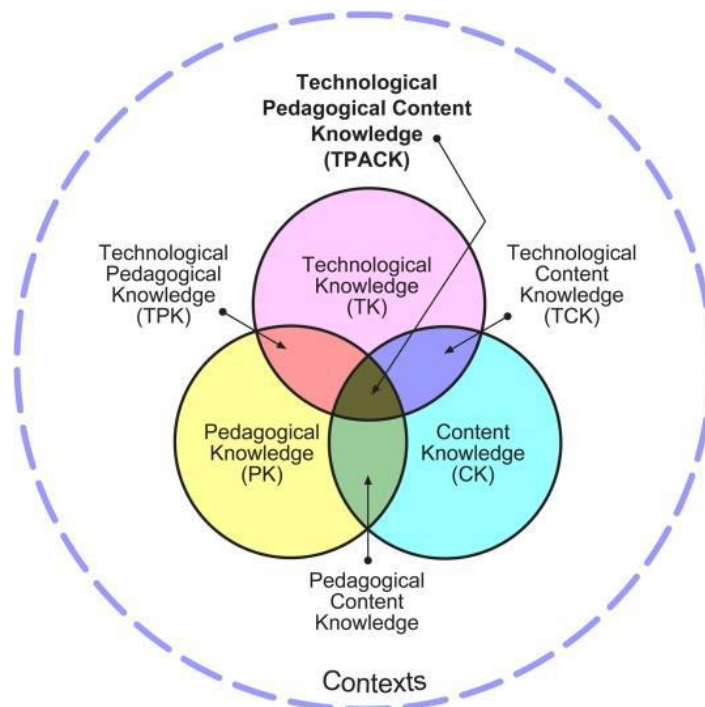 Technological
Pedagogical Content
Knowledge
(TPACK)
Technological
Pedagogical
Knowledge
(TPK)
Technological
Knowledge
(TK)
Technological
Content
Knowledge
(TCK)
Pedagogical
Knowledge
(PK)
Content
Knowledge
(CK)
Pedagogical
Content
Knowledge
Contexts